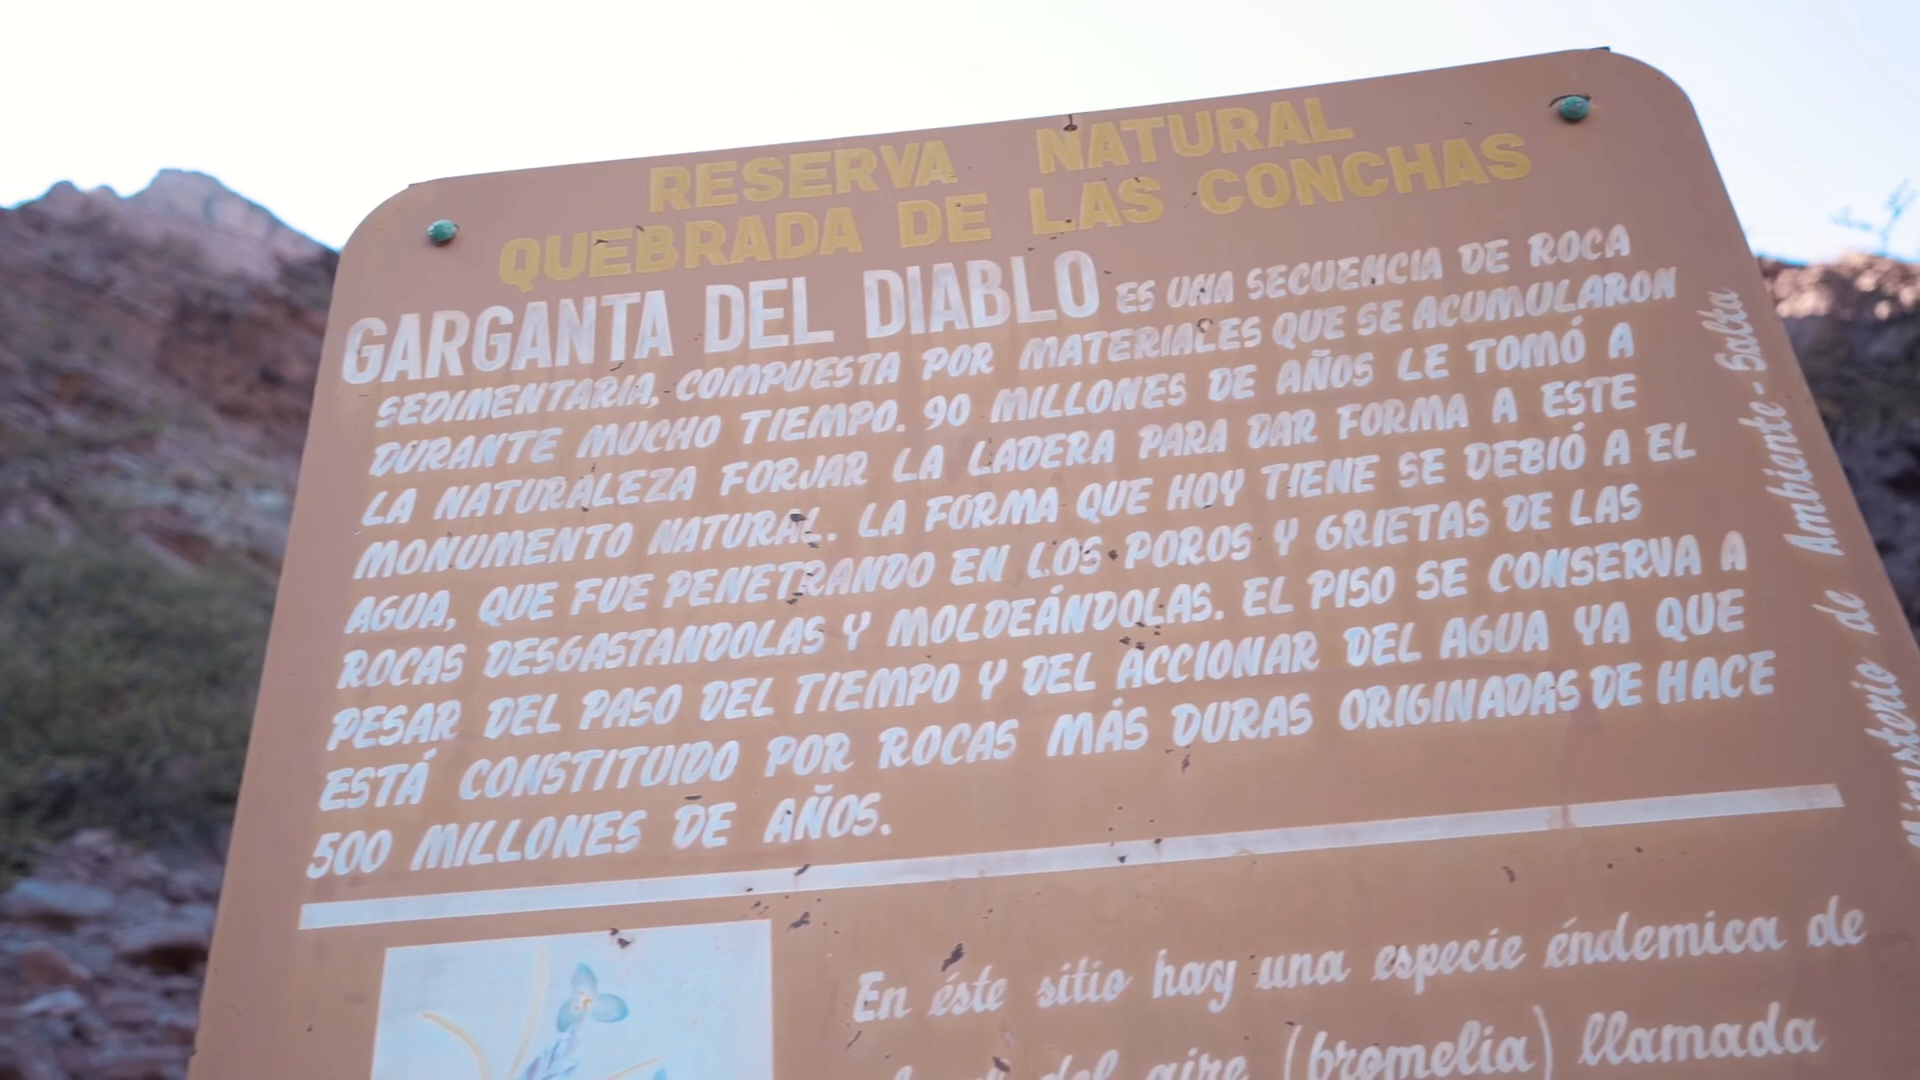 RESERVA NATURAL
QUEBRADA DE LAS CONCHAS
GARGANTA DEL DIABLO ES UNA SECUENCIA DE ROCA
SEDIMENTARIA, COMPUESTA POR MATERIALES QUE SE ACUMULARON
DURANTE MUCHO TIEMPO. 90 MILLONES DE AÑOS LE TOMÓ A
LA NATURALEZA FORJAR LA LADERA PARA DAR FORMA A ESTE
MONUMENTO NATURAL. LA FORMA QUE HOY TIENE SE DEBIÓ A EL
AGUA, QUE FUE PENETRANDO EN LOS POROS Y GRIETAS DE LAS
ROCAS DESGASTANDOLAS Y MOLDEÁNDOLAS. EL PISO SE CONSERVA A
PESAR DEL PASO DEL TIEMPO Y DEL ACCIONAR DEL AGUA YA QUE
ESTÁ CONSTITUIDO POR ROCAS MÁS DURAS ORIGINADAS DE HACE
500 MILLONES DE AÑOS.
En éste sitio hay una especie éndemica de
del aire (bromelia) llamada
Ministerio de Ambiente - Salta